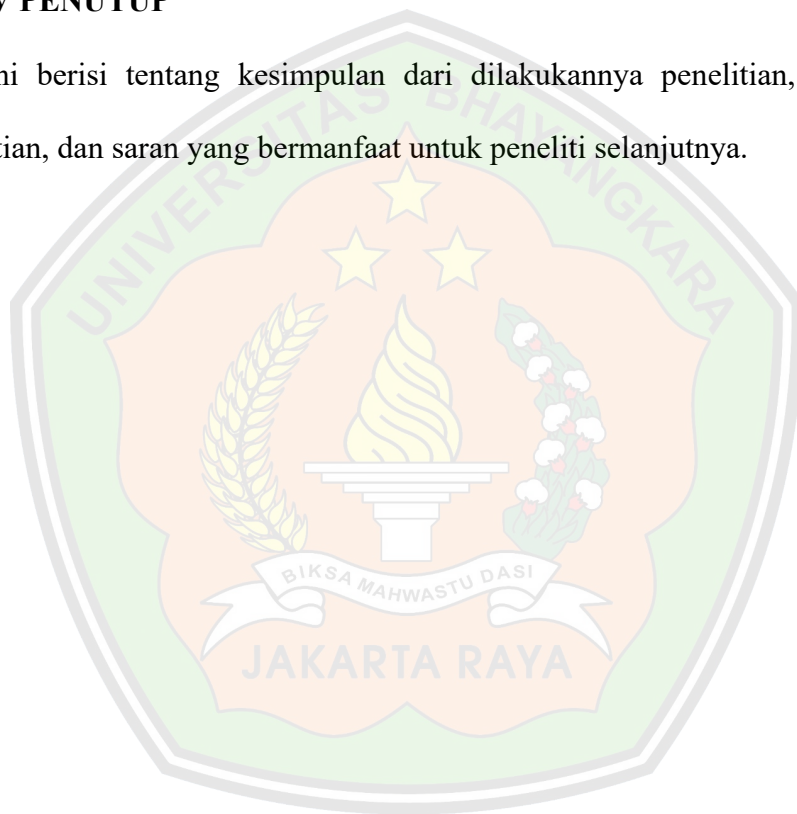 PENUTUP
ni berisi tentang kesimpulan dari dilakukannya penelitian,
tian, dan saran yang bermanfaat untuk peneliti selanjutnya.
UNIVERSITAS BHAYANGKARA
BIKSA MAHWASTU DASI
JAKARTA RAYA